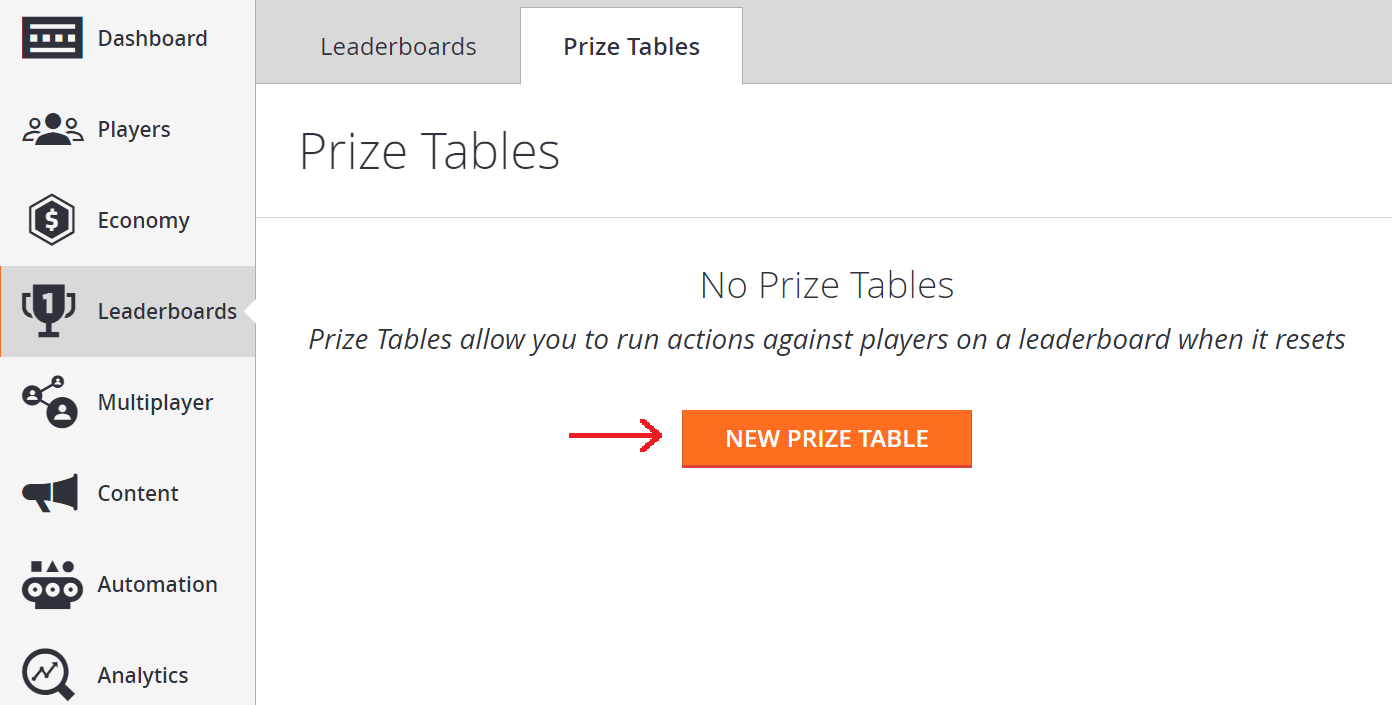 Dashboard
Players
Economy
Leaderboards
Multiplayer
Content
Automation
Analytics
Leaderboards
Prize Tables
Prize Tables
No Prize Tables
Prize Tables allow you to run actions against players on a leaderboard when it resets
NEW PRIZE TABLE